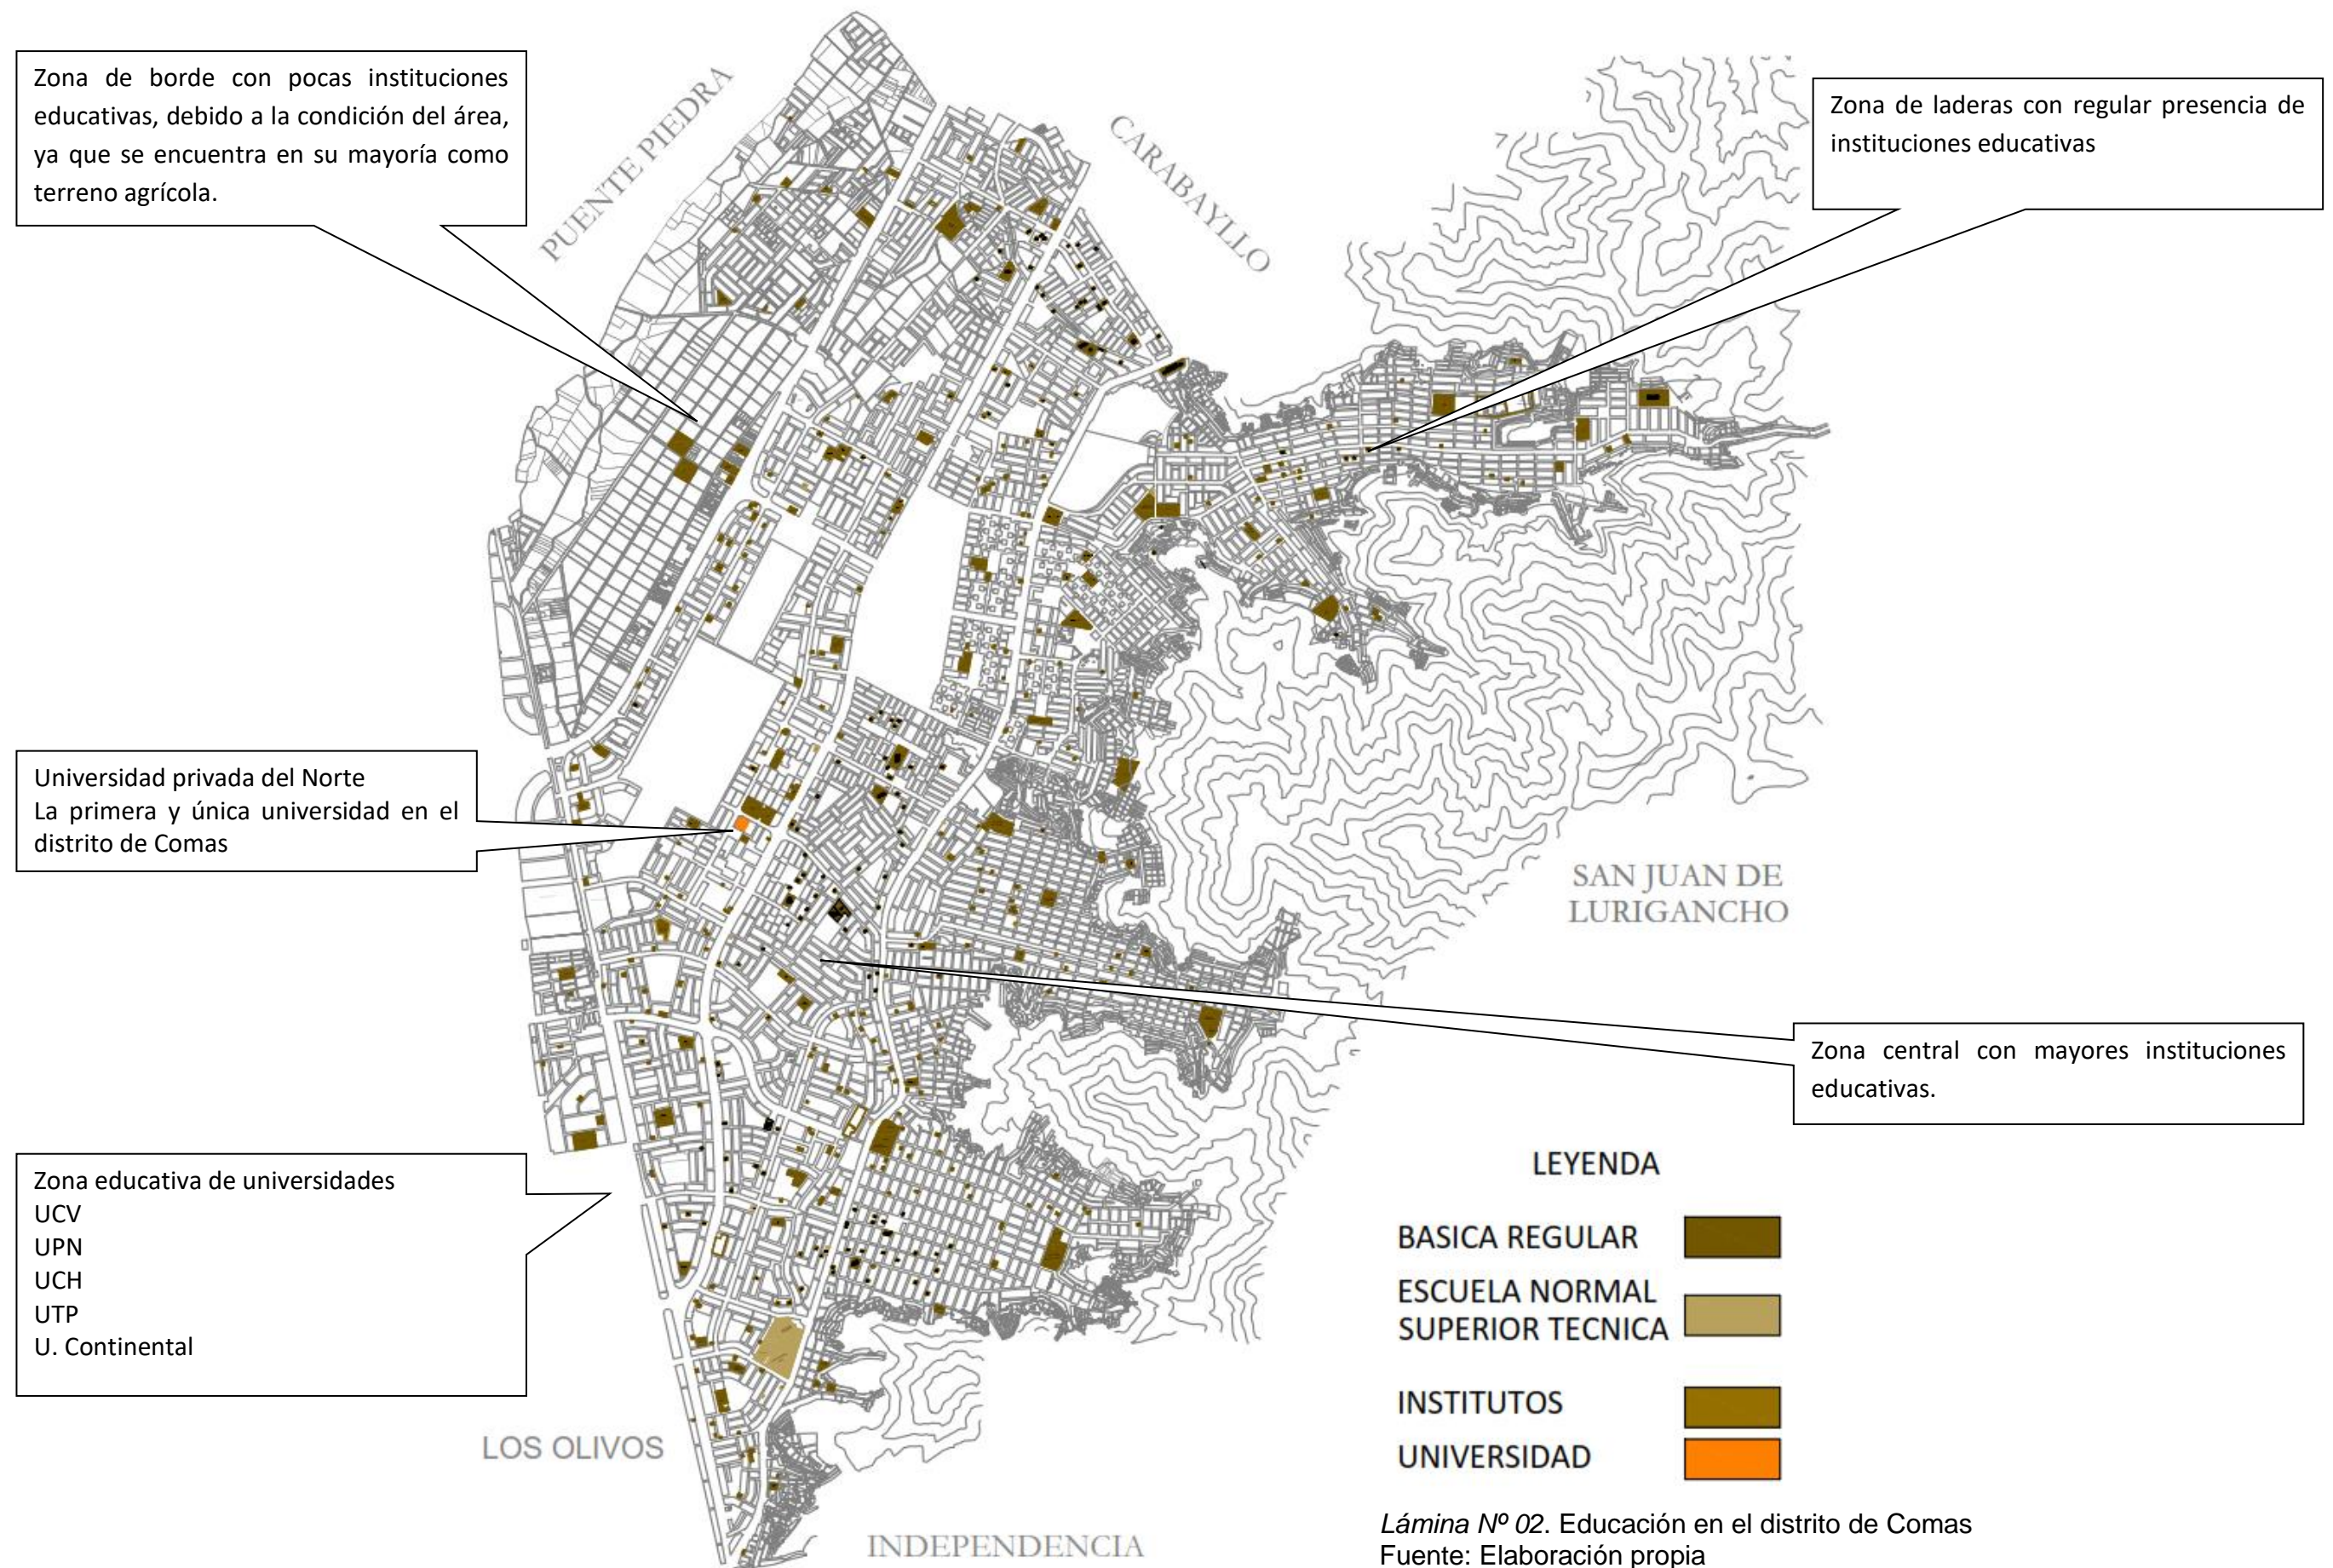 Zona de borde con pocas instituciones
educativas, debido a la condición del área,
ya que se encuentra en su mayoría como
terreno agrícola.
PUENTE PIEDRA
CARABAYLLO
Zona de laderas con regular presencia de
instituciones educativas
Universidad privada del Norte
La primera y única universidad en el
distrito de Comas
SAN JUAN DE
LURIGANCHO
Zona central con mayores instituciones
educativas.
Zona educativa de universidades
UCV
UPN
UCH
UTP
U. Continental
LOS OLIVOS
INDEPENDENCIA
LEYENDA
BASICA REGULAR
ESCUELA NORMAL
SUPERIOR TECNICA
INSTITUTOS
UNIVERSIDAD
Lámina Nº 02. Educación en el distrito de Comas
Fuente: Elaboración propia